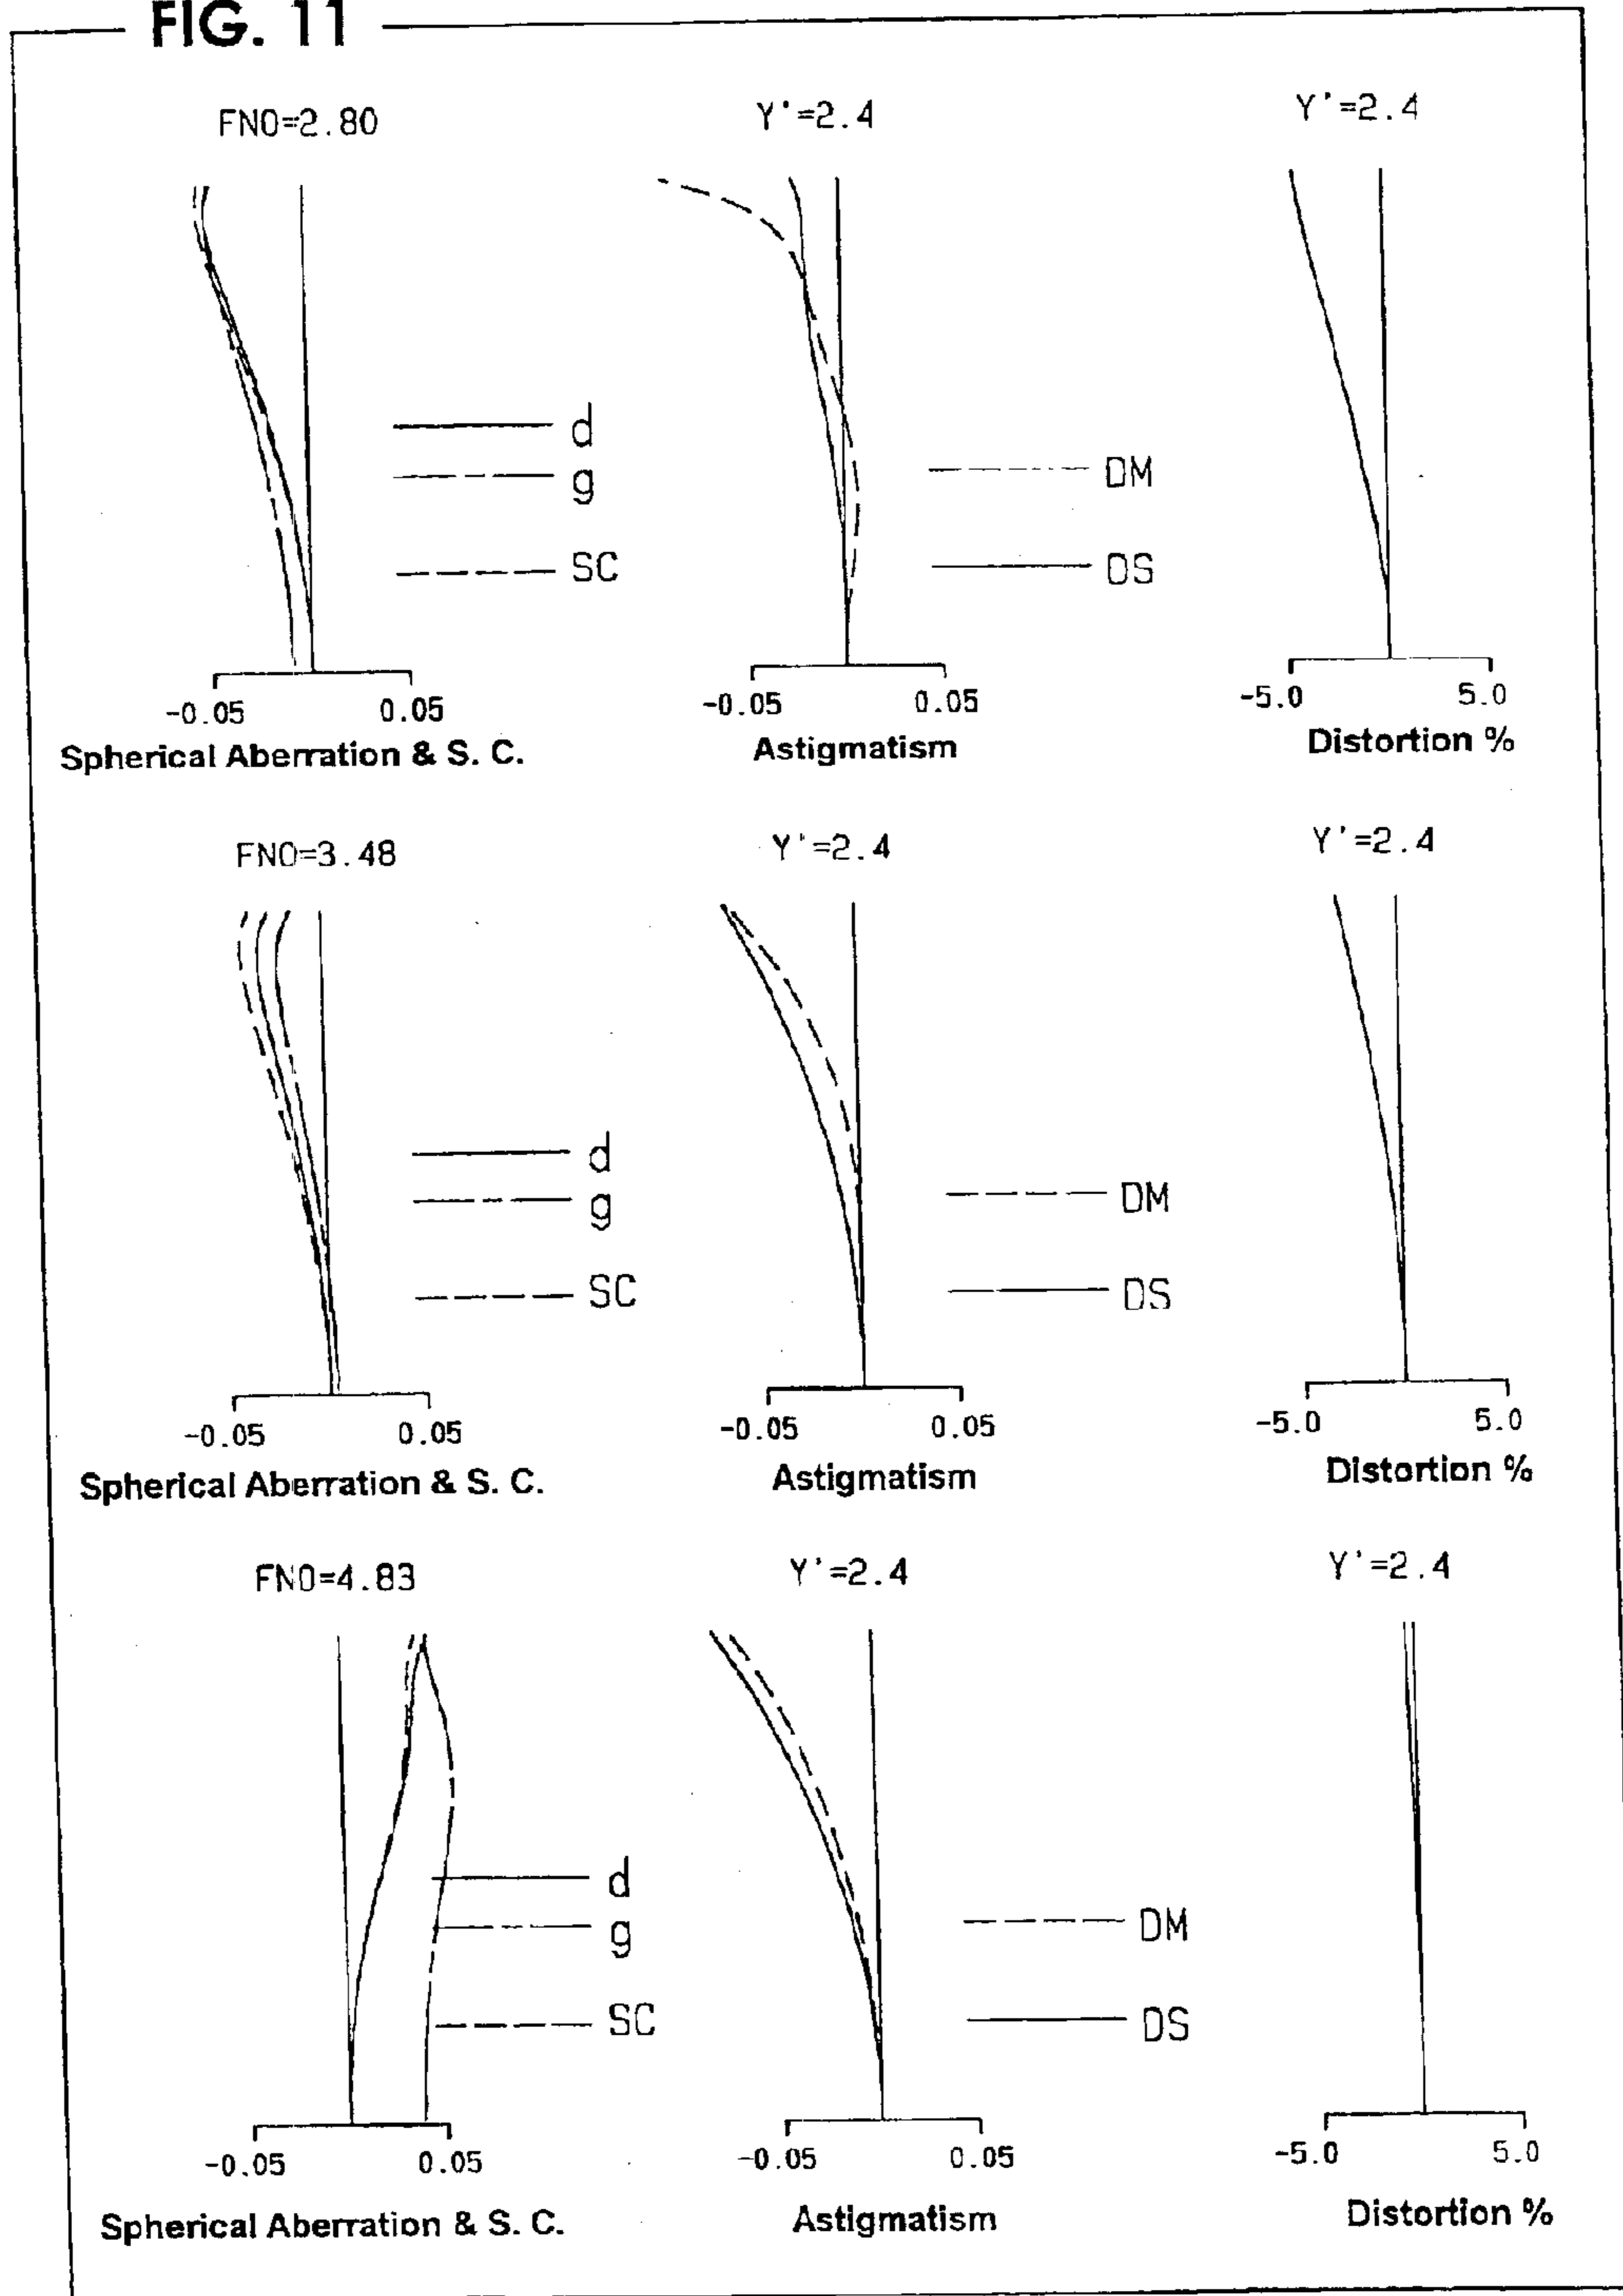 FIG. 11
FNO=2.80
Y'=2.4
Y'=2.4
d
g
SC
DM
DS
-0.05 0.05
-0.05 0.05
-5.0 5.0
Spherical Aberration & S. C.
Astigmatism
Distortion %
FNO=3.48
Y'=2.4
Y'=2.4
d
g
SC
DM
DS
-0.05 0.05
-0.05 0.05
-5.0 5.0
Spherical Aberration & S. C.
Astigmatism
Distortion %
FNO=4.83
Y'=2.4
Y'=2.4
d
g
SC
DM
DS
-0.05 0.05
-0.05 0.05
-5.0 5.0
Spherical Aberration & S. C.
Astigmatism
Distortion %